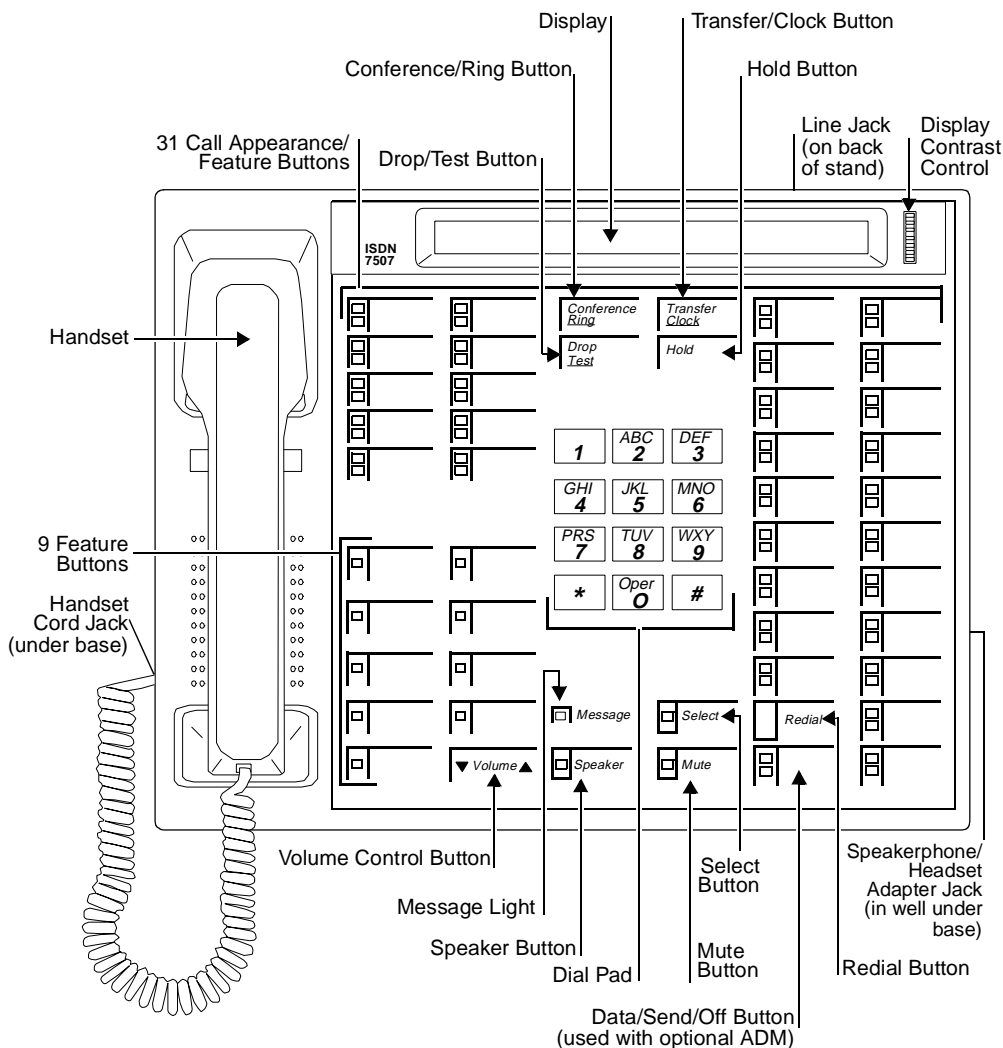 Display
Transfer/Clock Button
Conference/Ring Button
Hold Button
31 Call Appearance/
Feature Buttons
Drop/Test Button
Line Jack
(on back
of stand)
Display
Contrast
Control
ISDN
7507
Conference
Ring
Transfer
Clock
Drop
Test
Hold
Handset
1
ABC
2
DEF
3
GHI
4
JKL
5
MNO
6
PRS
7
TUV
8
WXY
9
*
Oper
0
#
9 Feature
Buttons
Handset
Cord Jack
(under base)
Message
Select
Redial
▼ Volume ▲
Speaker
Mute
Volume Control Button
Message Light
Speaker Button
Dial Pad
Select
Button
Mute
Button
Data/Send/Off Button
(used with optional ADM)
Speakerphone/
Headset
Adapter Jack
(in well under
base)
Redial Button